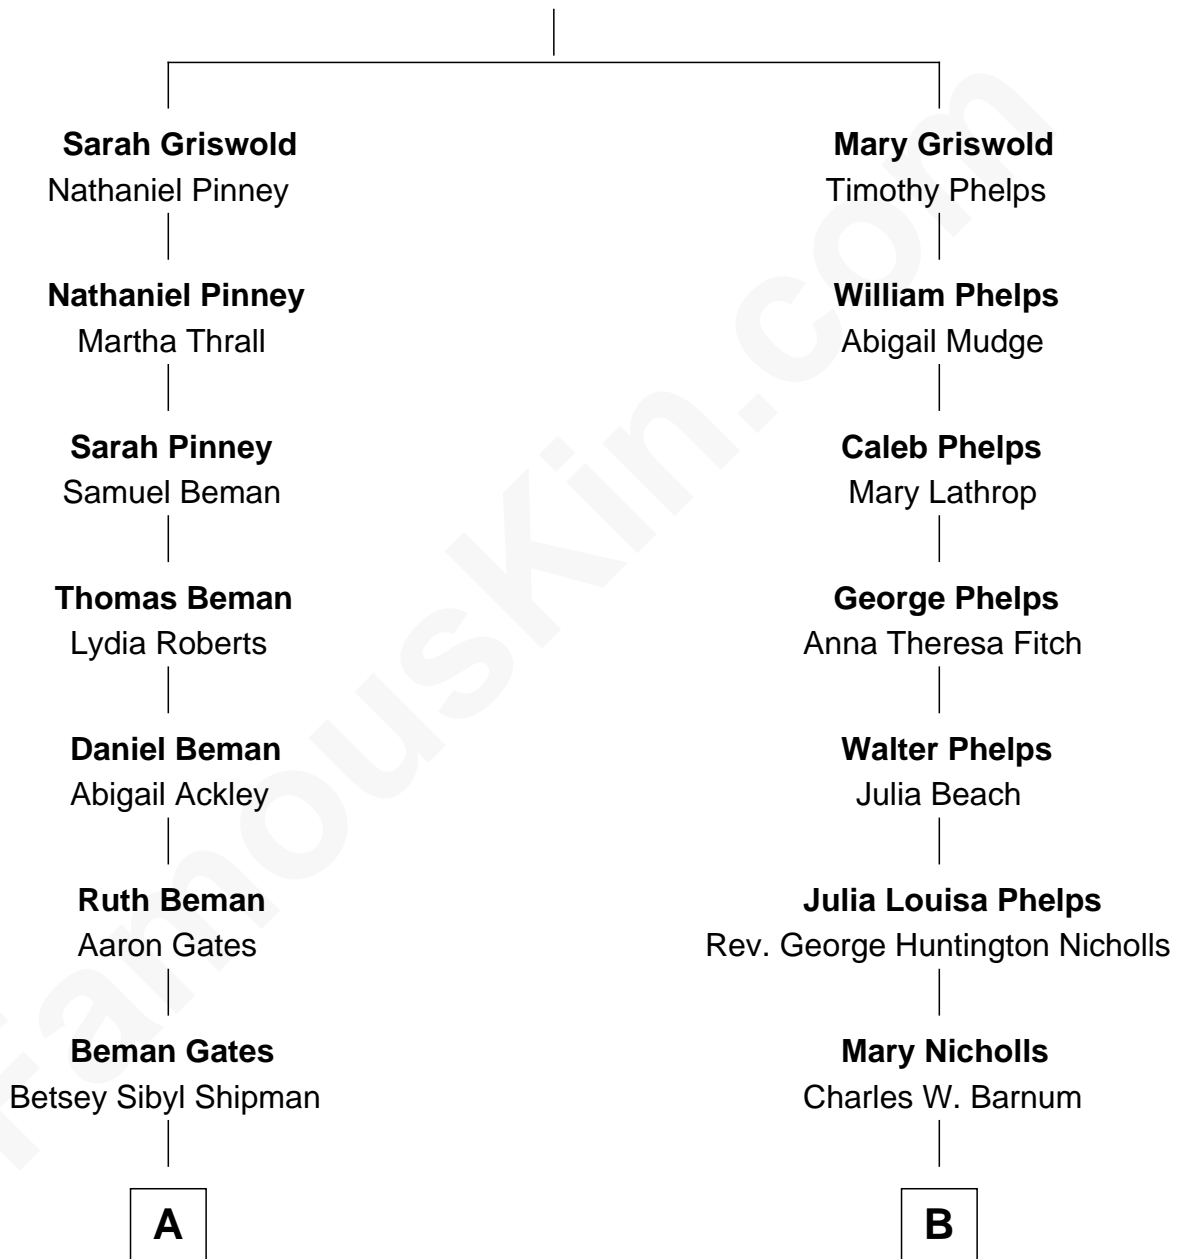 Sarah Griswold
Nathaniel Pinney
Nathaniel Pinney
Martha Thrall
Sarah Pinney
Samuel Beman
Thomas Beman
Lydia Roberts
Daniel Beman
Abigail Ackley
Ruth Beman
Aaron Gates
Beman Gates
Betsey Sibyl Shipman
A
Mary Griswold
Timothy Phelps
William Phelps
Abigail Mudge
Caleb Phelps
Mary Lathrop
George Phelps
Anna Theresa Fitch
Walter Phelps
Julia Beach
Julia Louisa Phelps
Rev. George Huntington Nicholls
Mary Nicholls
Charles W. Barnum
B
FamousKin.com